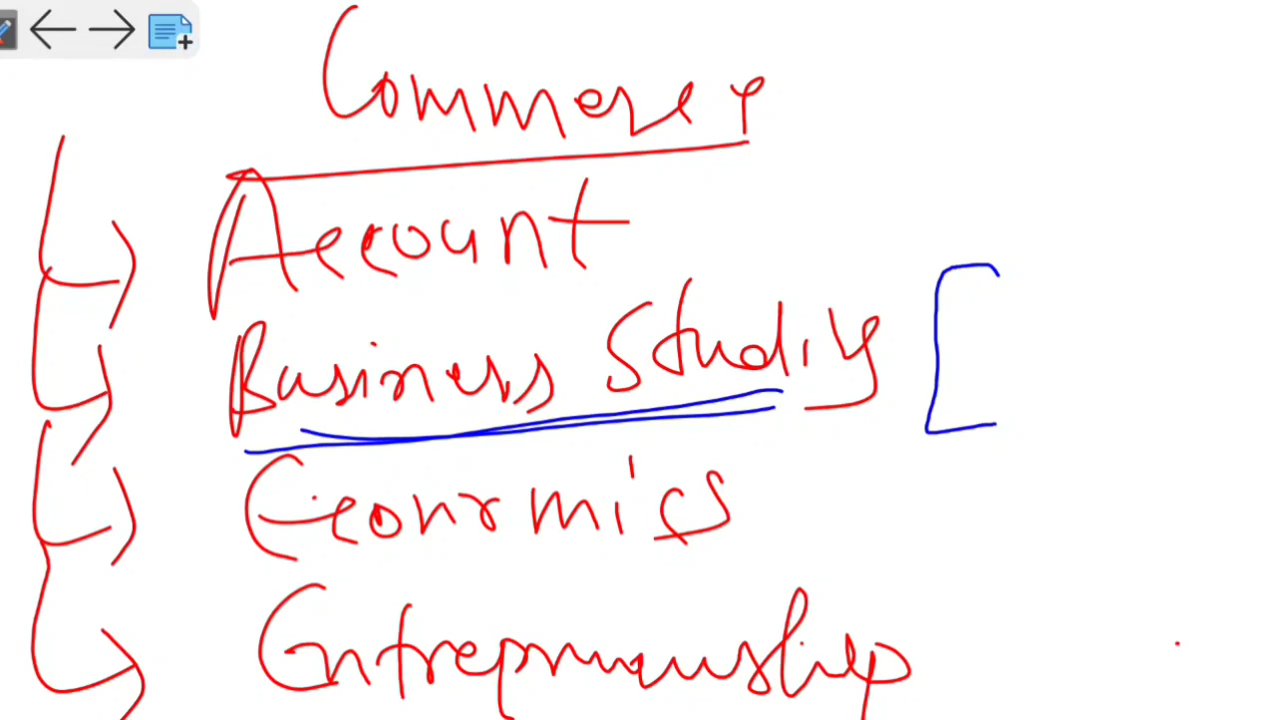 Commerce
Account
Business Study
Economics
Entrepreneurship